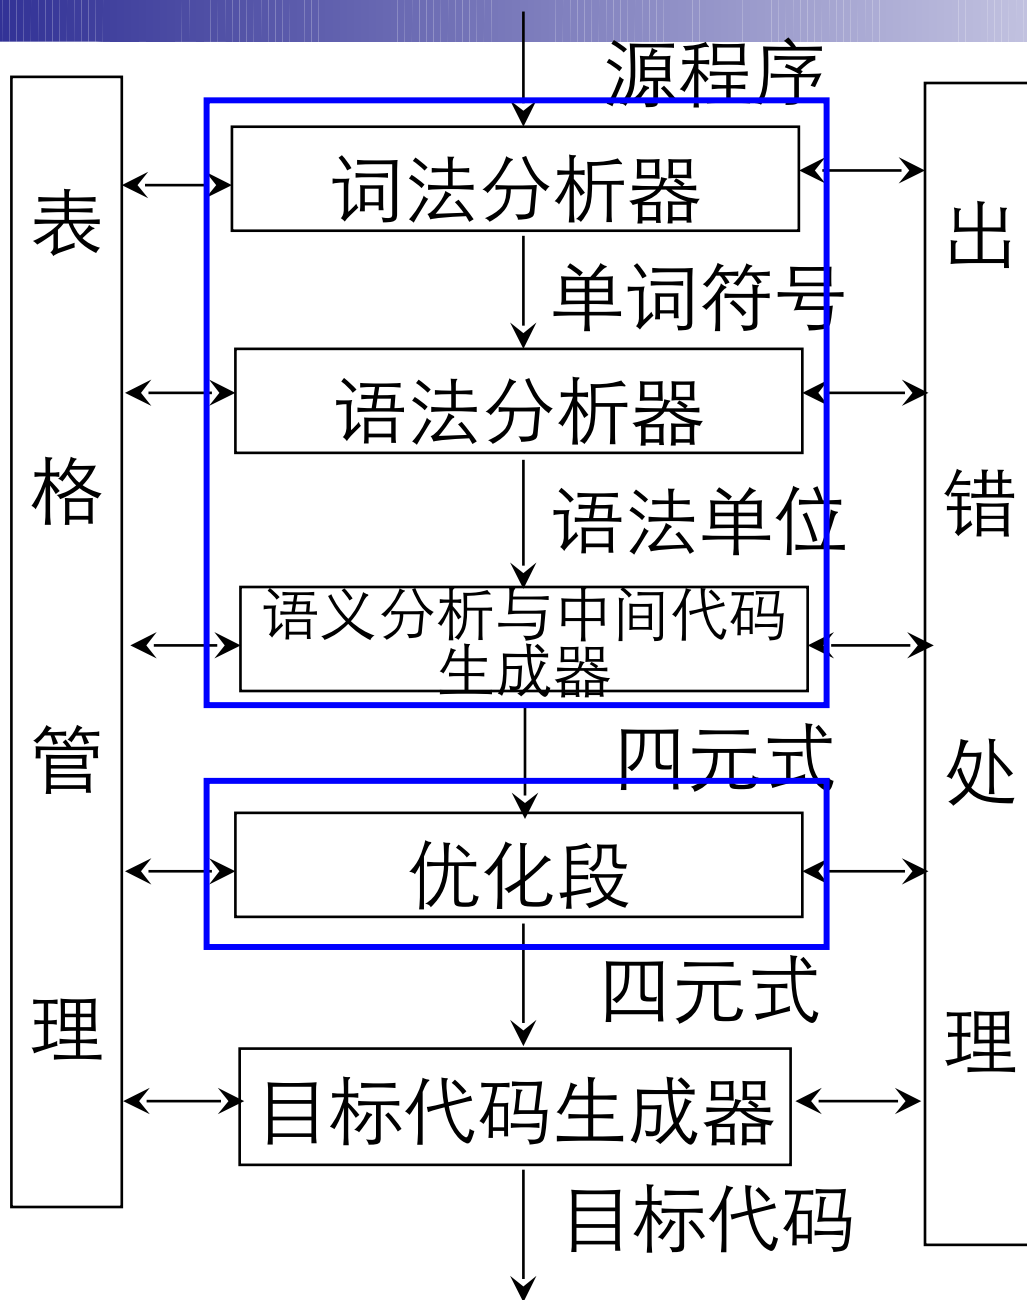 源程序
词法分析器
单词符号
语法分析器
语法单位
语义分析与中间代码
生成器
四元式
优化段
四元式
目标代码生成器
目标代码
表
格
管
理
出
错
处
理